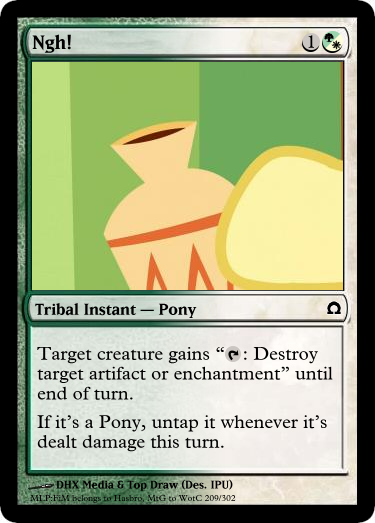 Ngh! 1
Tribal Instant — Pony
Target creature gains “: Destroy
target artifact or enchantment” until
end of turn.
If it's a Pony, untap it whenever it's
dealt damage this turn.
DHX Media & Top Draw (Des. IPU)
MLP:FiM belongs to Hasbro, MtG to WotC 209/302